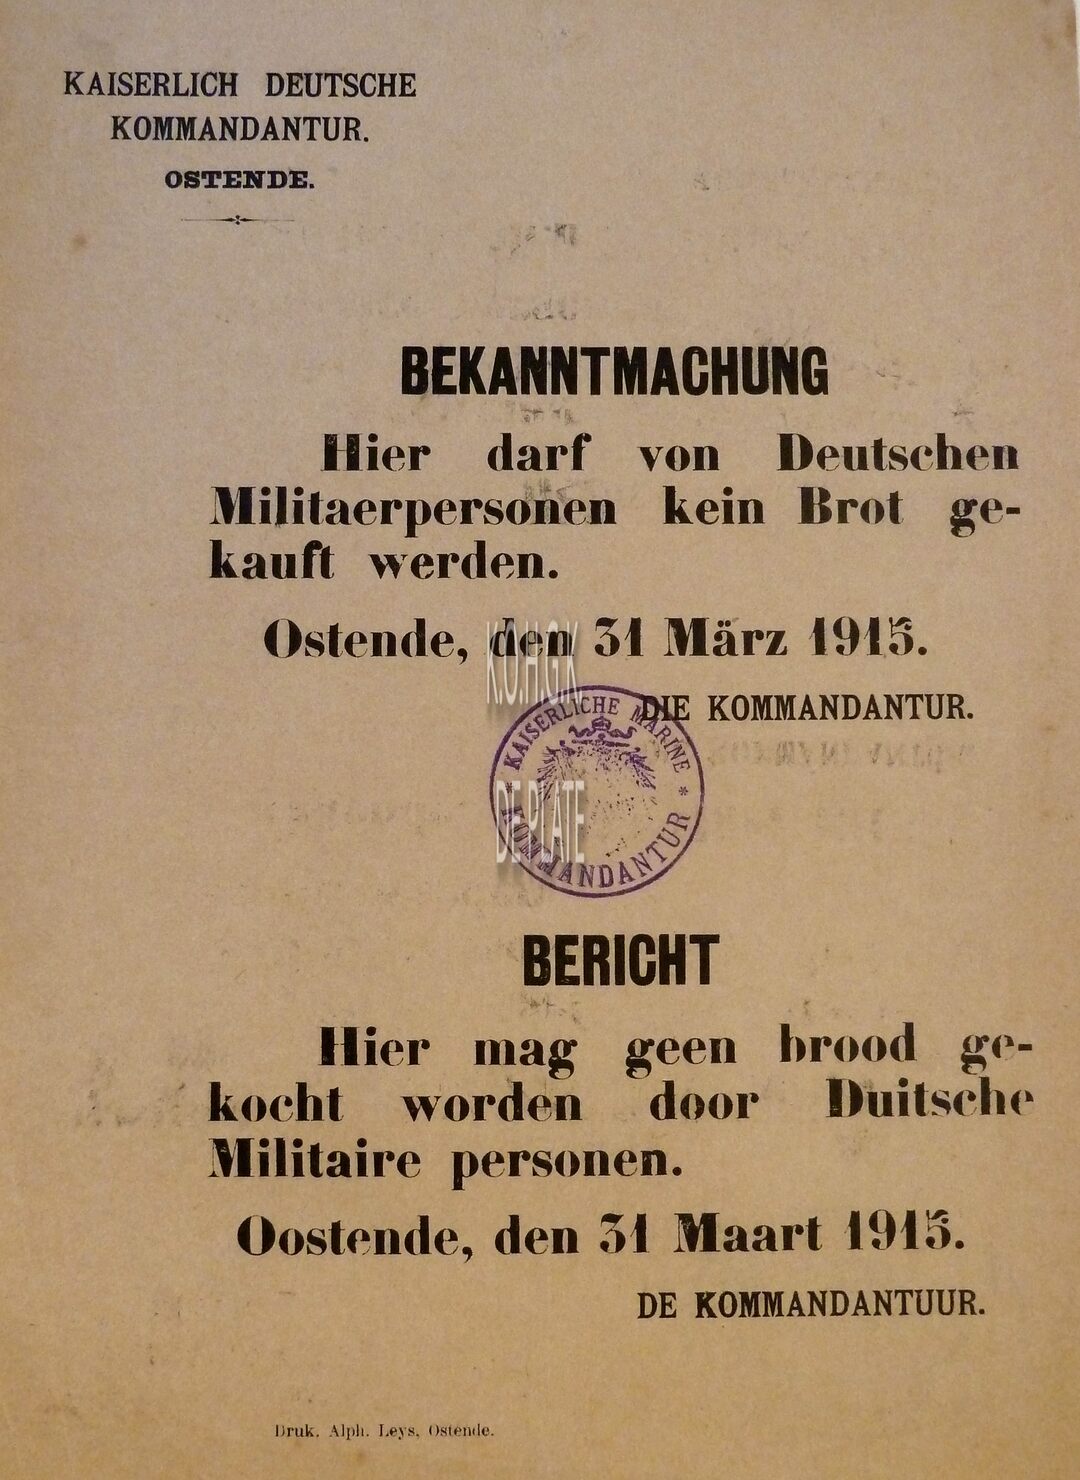 KAISERLICH DEUTSCHE
KOMMANDANTUR.
OSTENDE.
BEKANNTMACHUNG
Hier darf von Deutschen
Militaerpersonen kein Brot ge-
kauft werden.
Ostende, den 31 März 1915.
DIE KOMMANDANTUR.
K.O.H.G.K
* KAISERLICHE MARINE *
KOMMANDANTUR
DE PLATE
BERICHT
Hier mag geen brood ge-
kocht worden door Duitsche
Militaire personen.
Oostende, den 31 Maart 1915.
DE KOMMANDANTUUR.
Druk. Alph. Leys, Ostende.